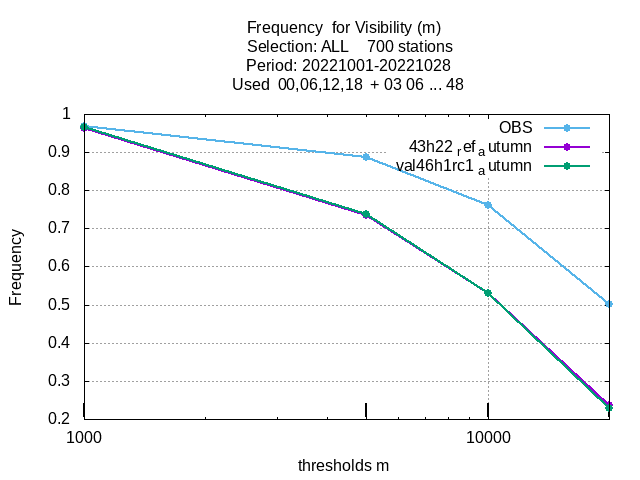 Frequency  for Visibility (m)
Selection: ALL    700 stations
Period: 20221001-20221028
Used  00,06,12,18  + 03 06 ... 48
1
0.9
0.8
0.7
0.6
0.5
0.4
0.3
0.2
Frequency
OBS
43h22 refautumn
val46h1rc1 autumn
1000
10000
thresholds m